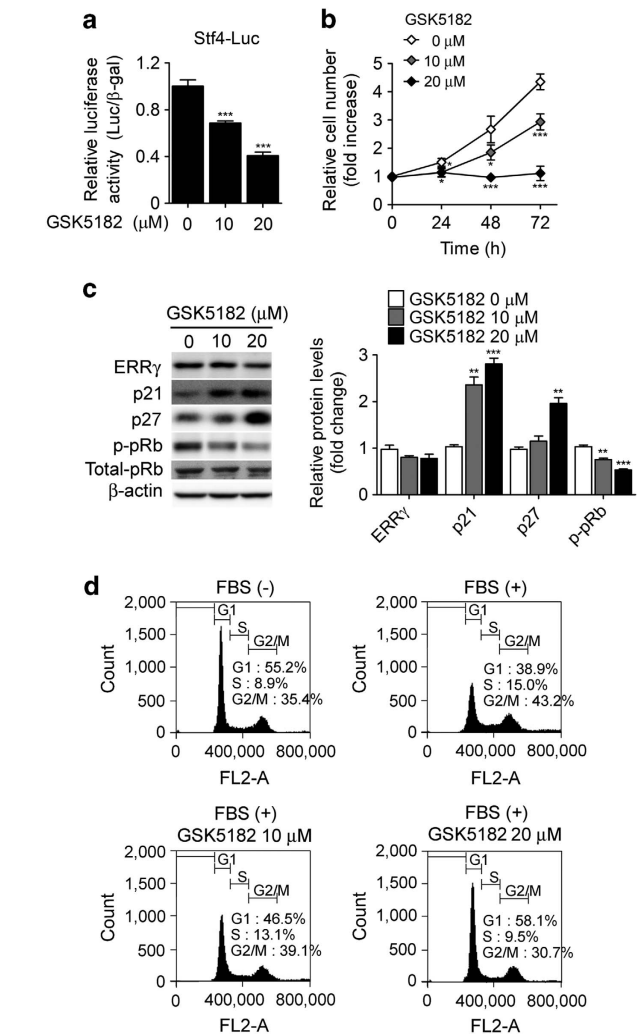 a
Stf4-Luc
Relative luciferase
activity (Luc/β-gal)
1.2
0.8
0.4
0
***
***
GSK5182 (μM) 0 10 20
b
GSK5182
0 μM
10 μM
20 μM
Relative cell number
(fold increase)
5
4
3
2
1
0
*
*
*
***
***
***
0 24 48 72
Time (h)
c
GSK5182 (μM)
0 10 20
ERRγ
p21
p27
p-pRb
Total-pRb
β-actin
GSK5182 0 μM
GSK5182 10 μM
GSK5182 20 μM
Relative protein levels
(fold change)
3
2
1
0
**
***
**
**
***
ERRγ
p21
p27
p-pRb
d
FBS (-)
Count
2,000
1,500
1,000
500
0
G1
S
G2/M
G1 : 55.2%
S : 8.9%
G2/M : 35.4%
0 400,000 800,000
FL2-A
FBS (+)
Count
2,000
1,500
1,000
500
0
G1
S
G2/M
G1 : 38.9%
S : 15.0%
G2/M : 43.2%
0 400,000 800,000
FL2-A
FBS (+)
GSK5182 10 μM
Count
2,000
1,500
1,000
500
0
G1
S
G2/M
G1 : 46.5%
S : 13.1%
G2/M : 39.1%
0 400,000 800,000
FL2-A
FBS (+)
GSK5182 20 μM
Count
2,000
1,500
1,000
500
0
G1
S
G2/M
G1 : 58.1%
S : 9.5%
G2/M : 30.7%
0 400,000 800,000
FL2-A